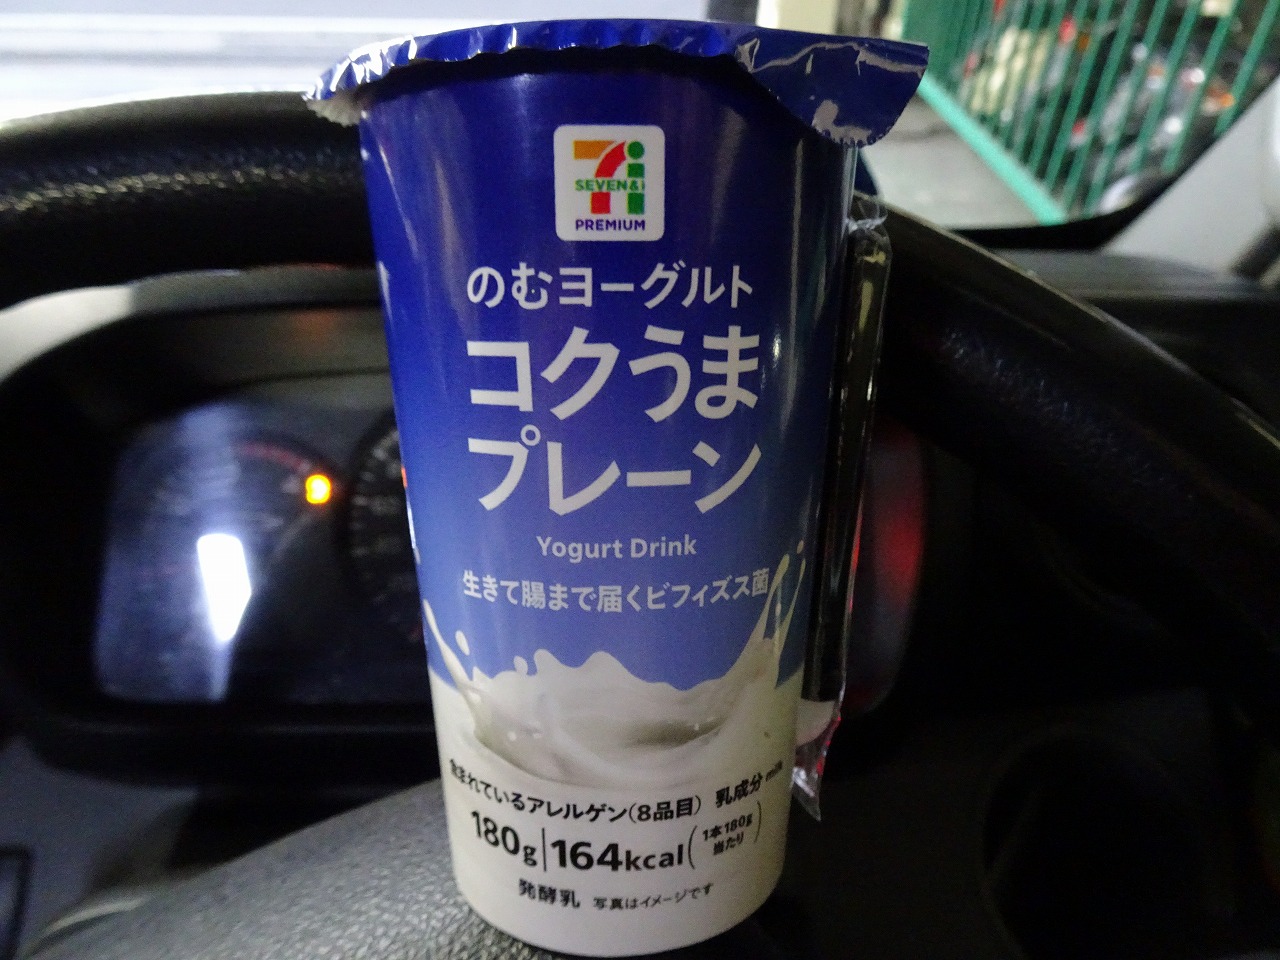 7i
SEVEN&i
PREMIUM
のむヨーグルト
コクうま
プレーン
Yogurt Drink
生きて腸まで届くビフィズス菌
含まれているアレルゲン(8品目) 乳成分 milk
180g 164kcal(1本180g当たり)
発酵乳 写真はイメージです